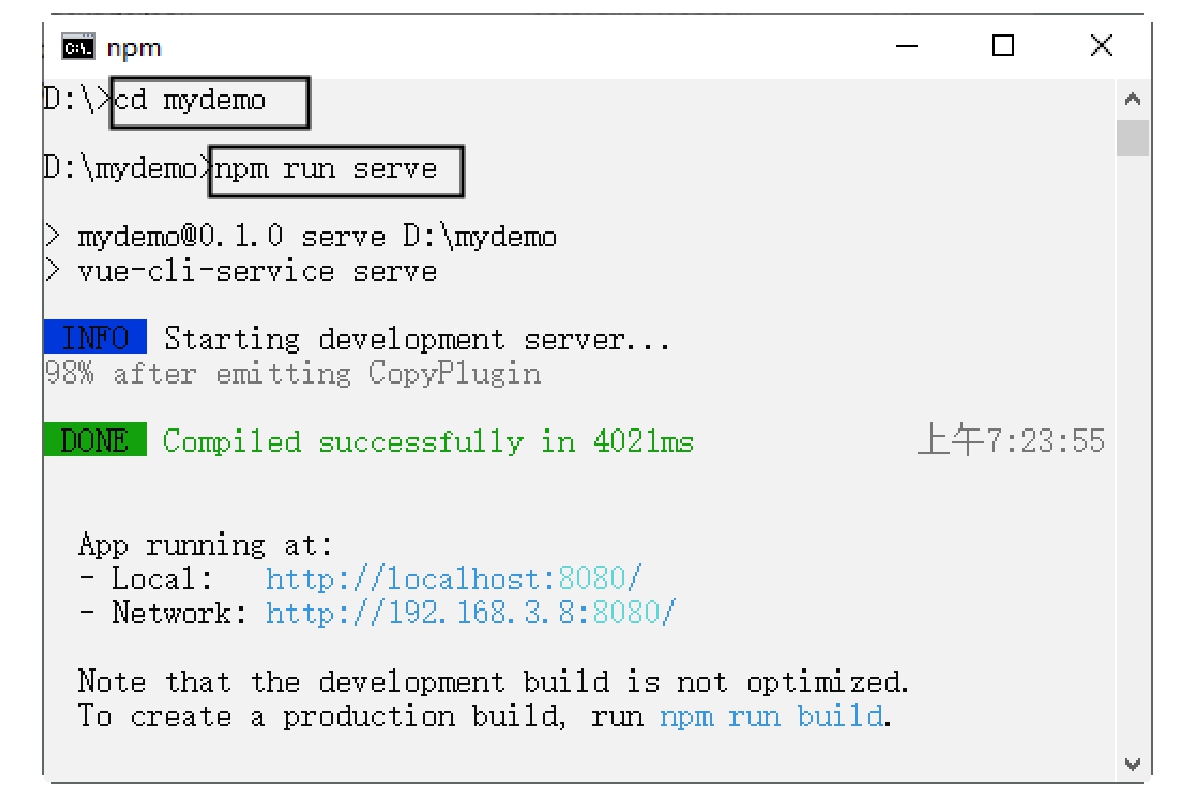 npm
D:\>cd mydemo
D:\mydemo>npm run serve
> mydemo@0.1.0 serve D:\mydemo
> vue-cli-service serve
INFO Starting development server...
98% after emitting CopyPlugin
DONE Compiled successfully in 4021ms 上午7:23:55
App running at:
- Local: http://localhost:8080/
- Network: http://192.168.3.8:8080/
Note that the development build is not optimized.
To create a production build, run npm run build.